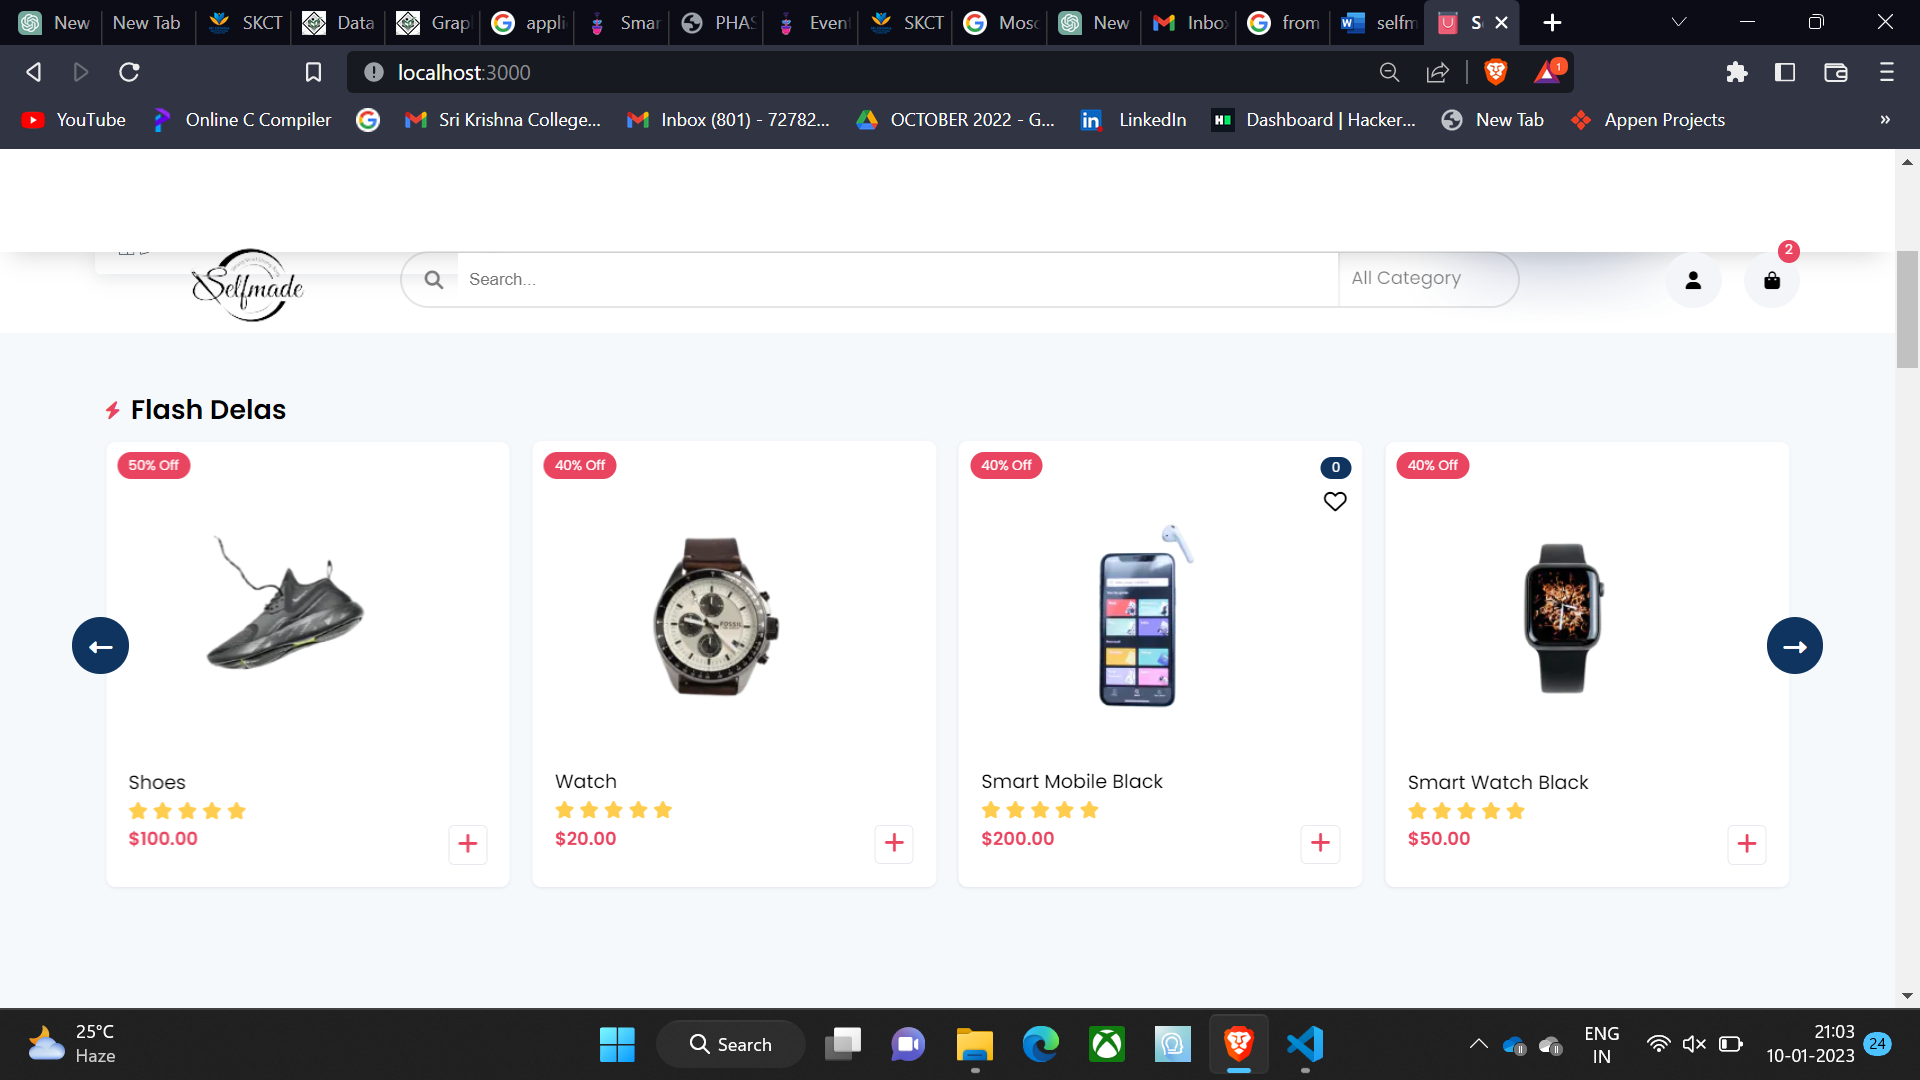 New
New Tab
SKCT
Data
Grap
appli
Smar
PHAS
Even
SKCT
Mosc
New
Inbo
from
selfm
S
localhost:3000
1
YouTube
Online C Compiler
Sri Krishna College...
Inbox (801) - 72782...
OCTOBER 2022 - G...
LinkedIn
Dashboard | Hacker...
New Tab
Appen Projects
»
Selfmade
Search...
All Category
2
Flash Delas
50% Off
40% Off
40% Off
0
40% Off
FOSSIL
Shoes
$100.00
Watch
$20.00
Smart Mobile Black
$200.00
Smart Watch Black
$50.00
25°C
Haze
Search
ENG
IN
21:03
10-01-2023
24